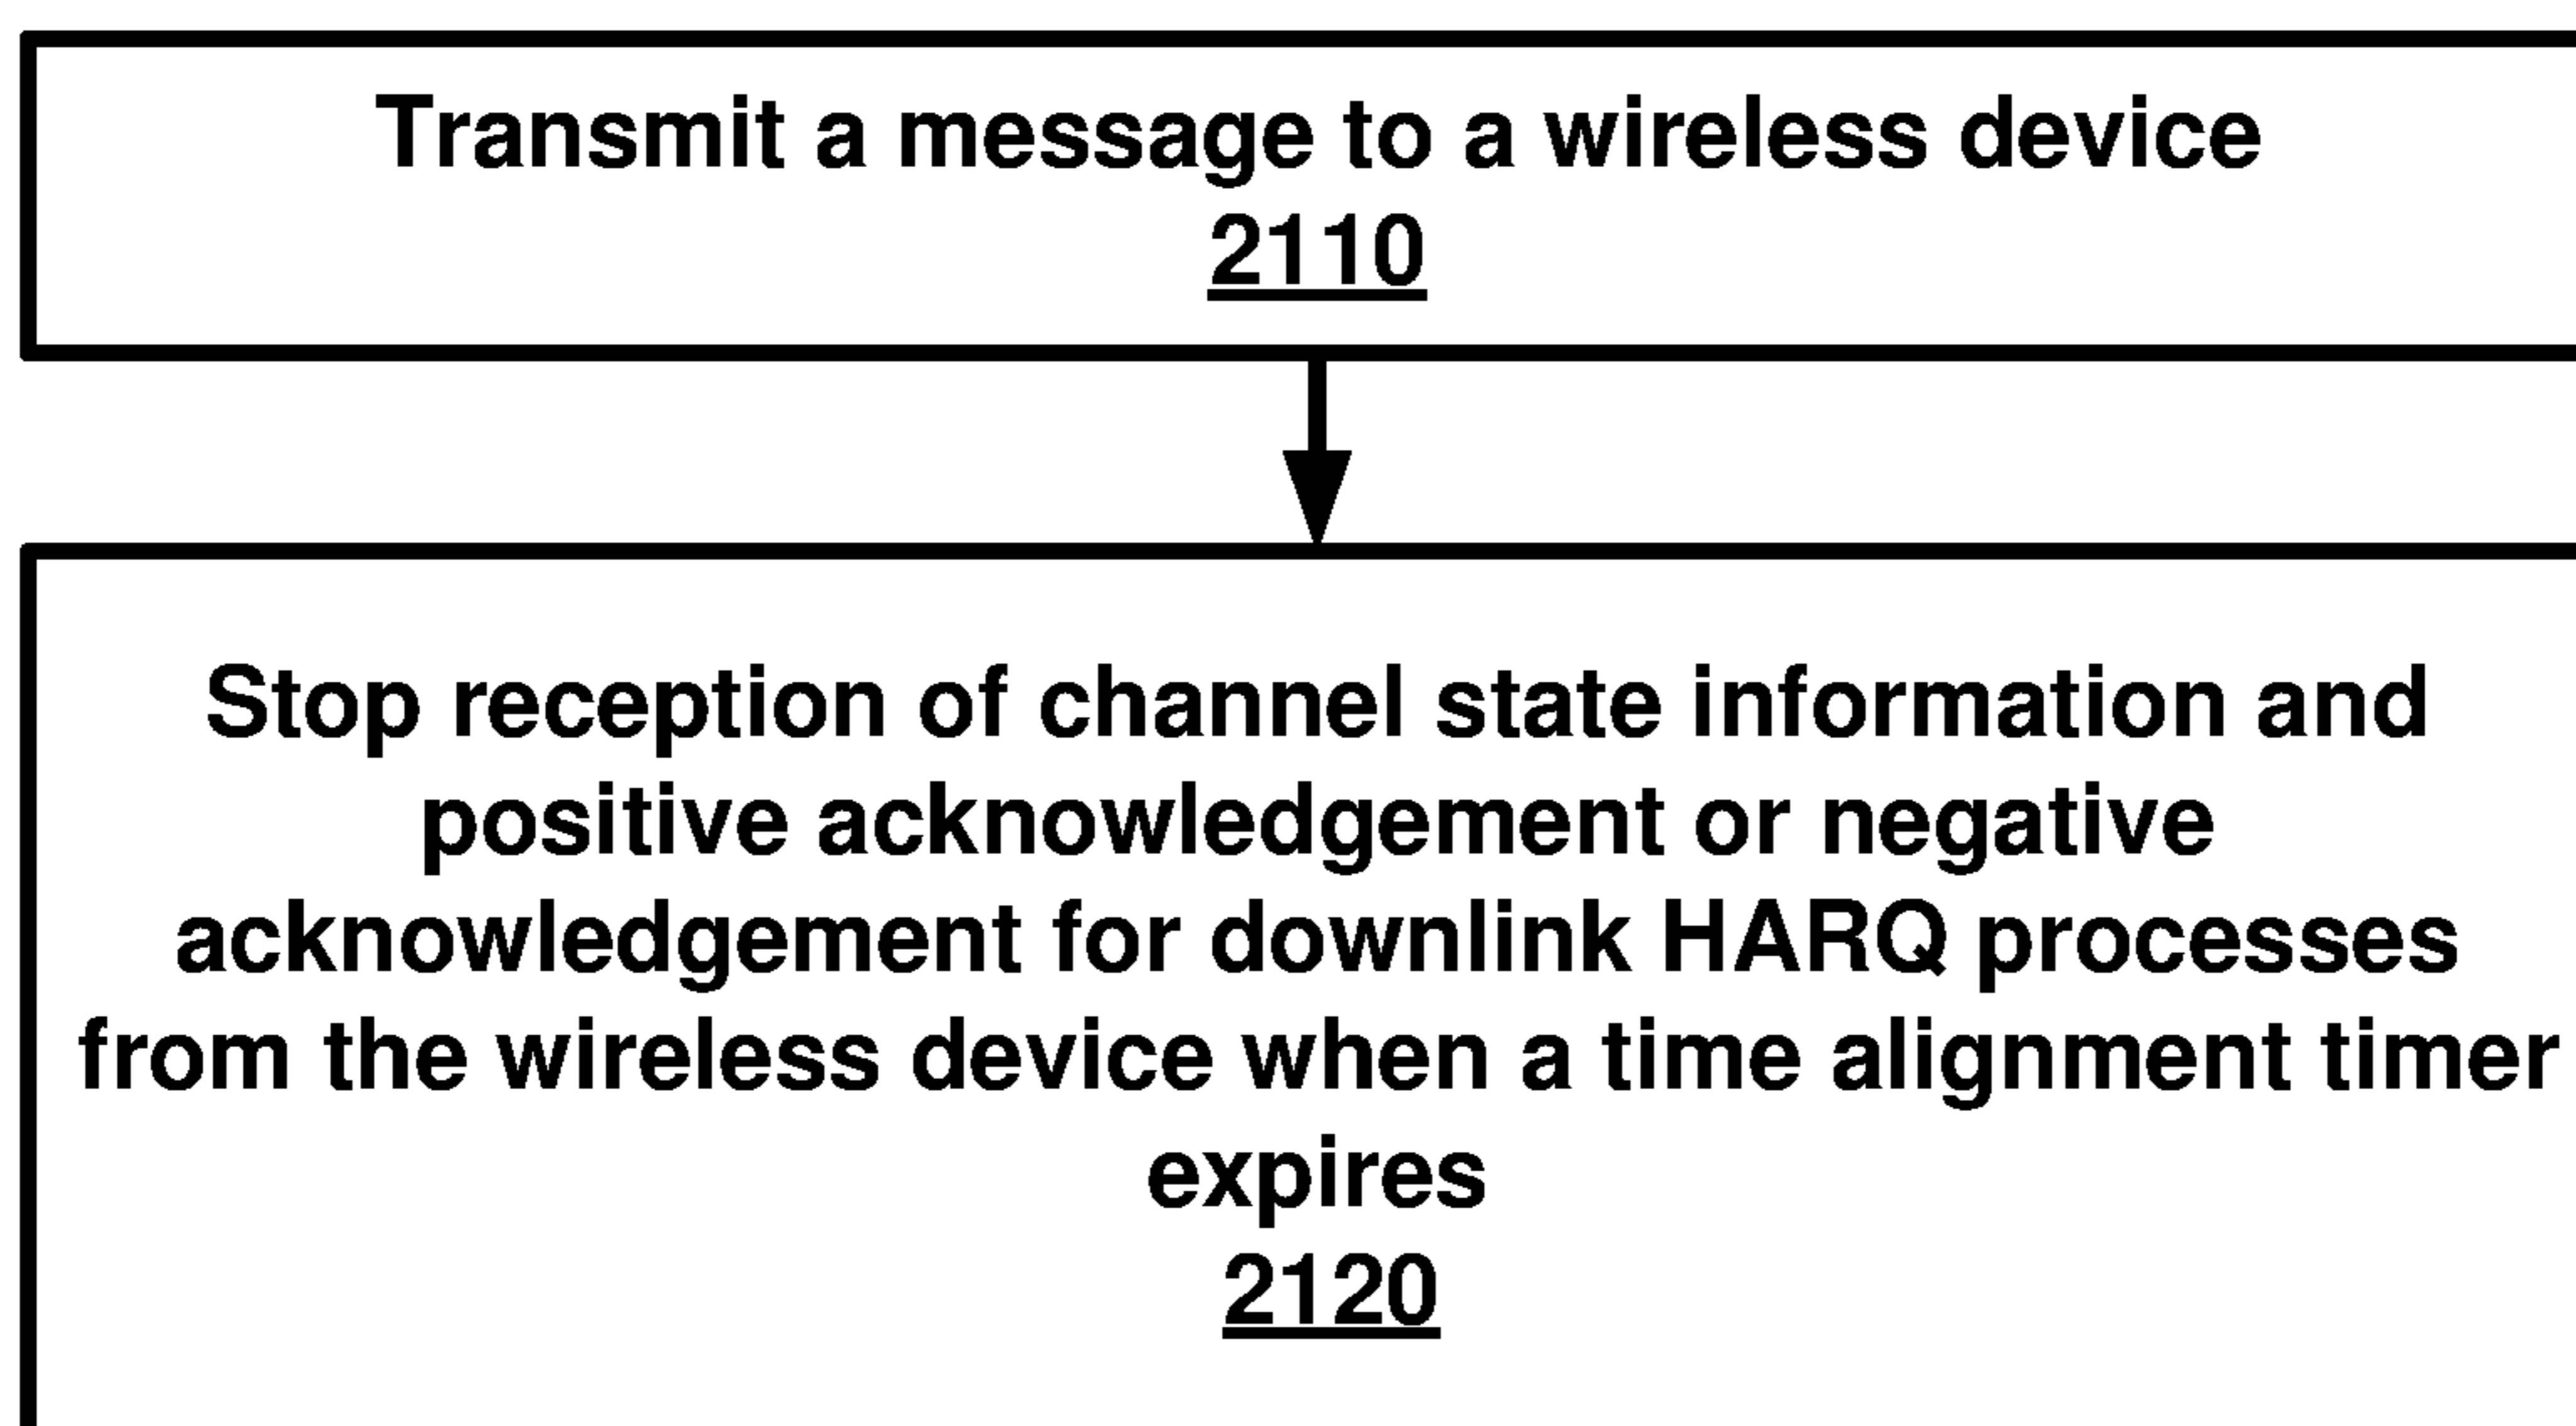 Transmit a message to a wireless device
2110
Stop reception of channel state information and
positive acknowledgement or negative
acknowledgement for downlink HARQ processes
from the wireless device when a time alignment timer
expires
2120